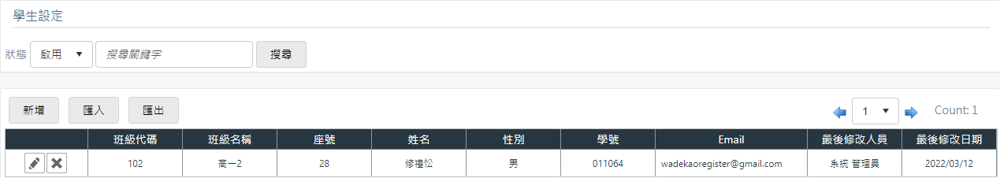 學生設定
狀態 啟用 搜尋關鍵字 搜尋
新增 匯入 匯出 1 Count: 1
班級代碼 班級名稱 座號 姓名 性別 學號 Email 最後修改人員 最後修改日期
102 高一2 28 修禮忪 男 011064 wadekaoregister@gmail.com 系統 管理員 2022/03/12